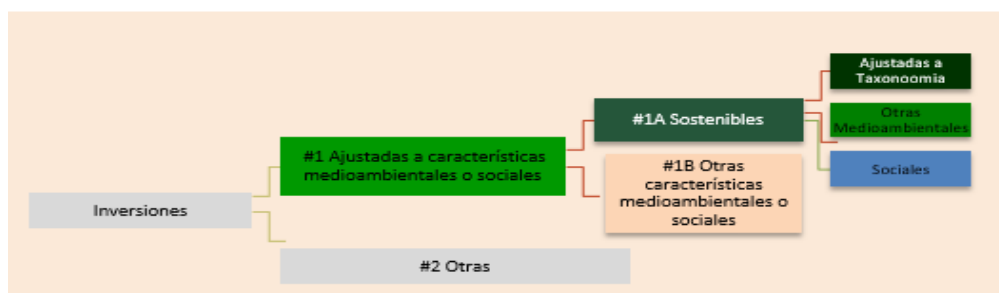 Inversiones
#1 Ajustadas a características
medioambientales o sociales
#2 Otras
#1A Sostenibles
#1B Otras
características
medioambientales o
sociales
Ajustadas a
Taxonoomia
Otras
Medioambientales
Sociales